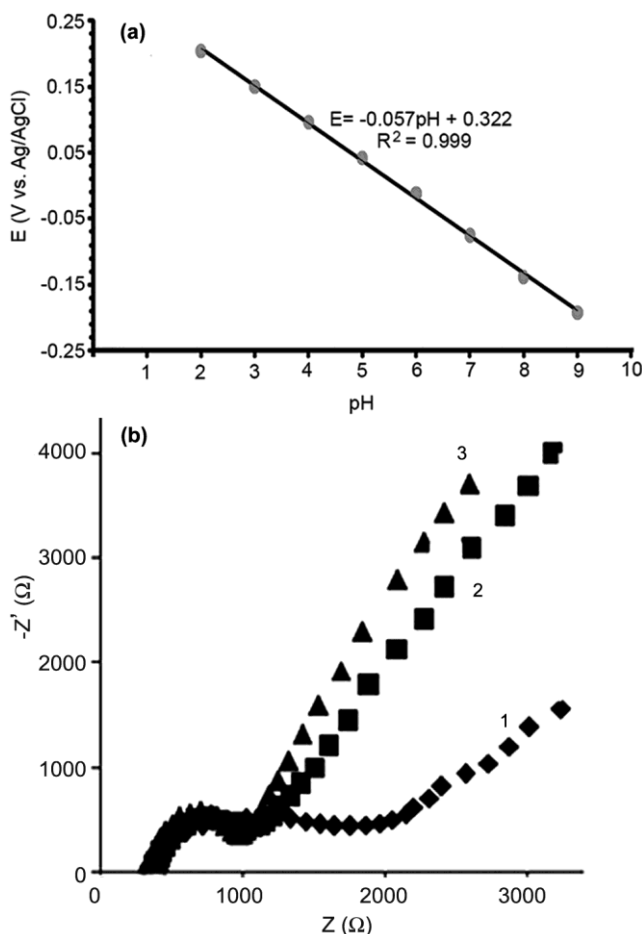 (a)
E (V vs. Ag/AgCl)
0.25
0.15
0.05
-0.05
-0.15
-0.25
E= -0.057pH + 0.322
R² = 0.999
1 2 3 4 5 6 7 8 9 10
pH
(b)
-Z' (Ω)
4000
3000
2000
1000
0
3
2
1
0 1000 2000 3000
Z (Ω)